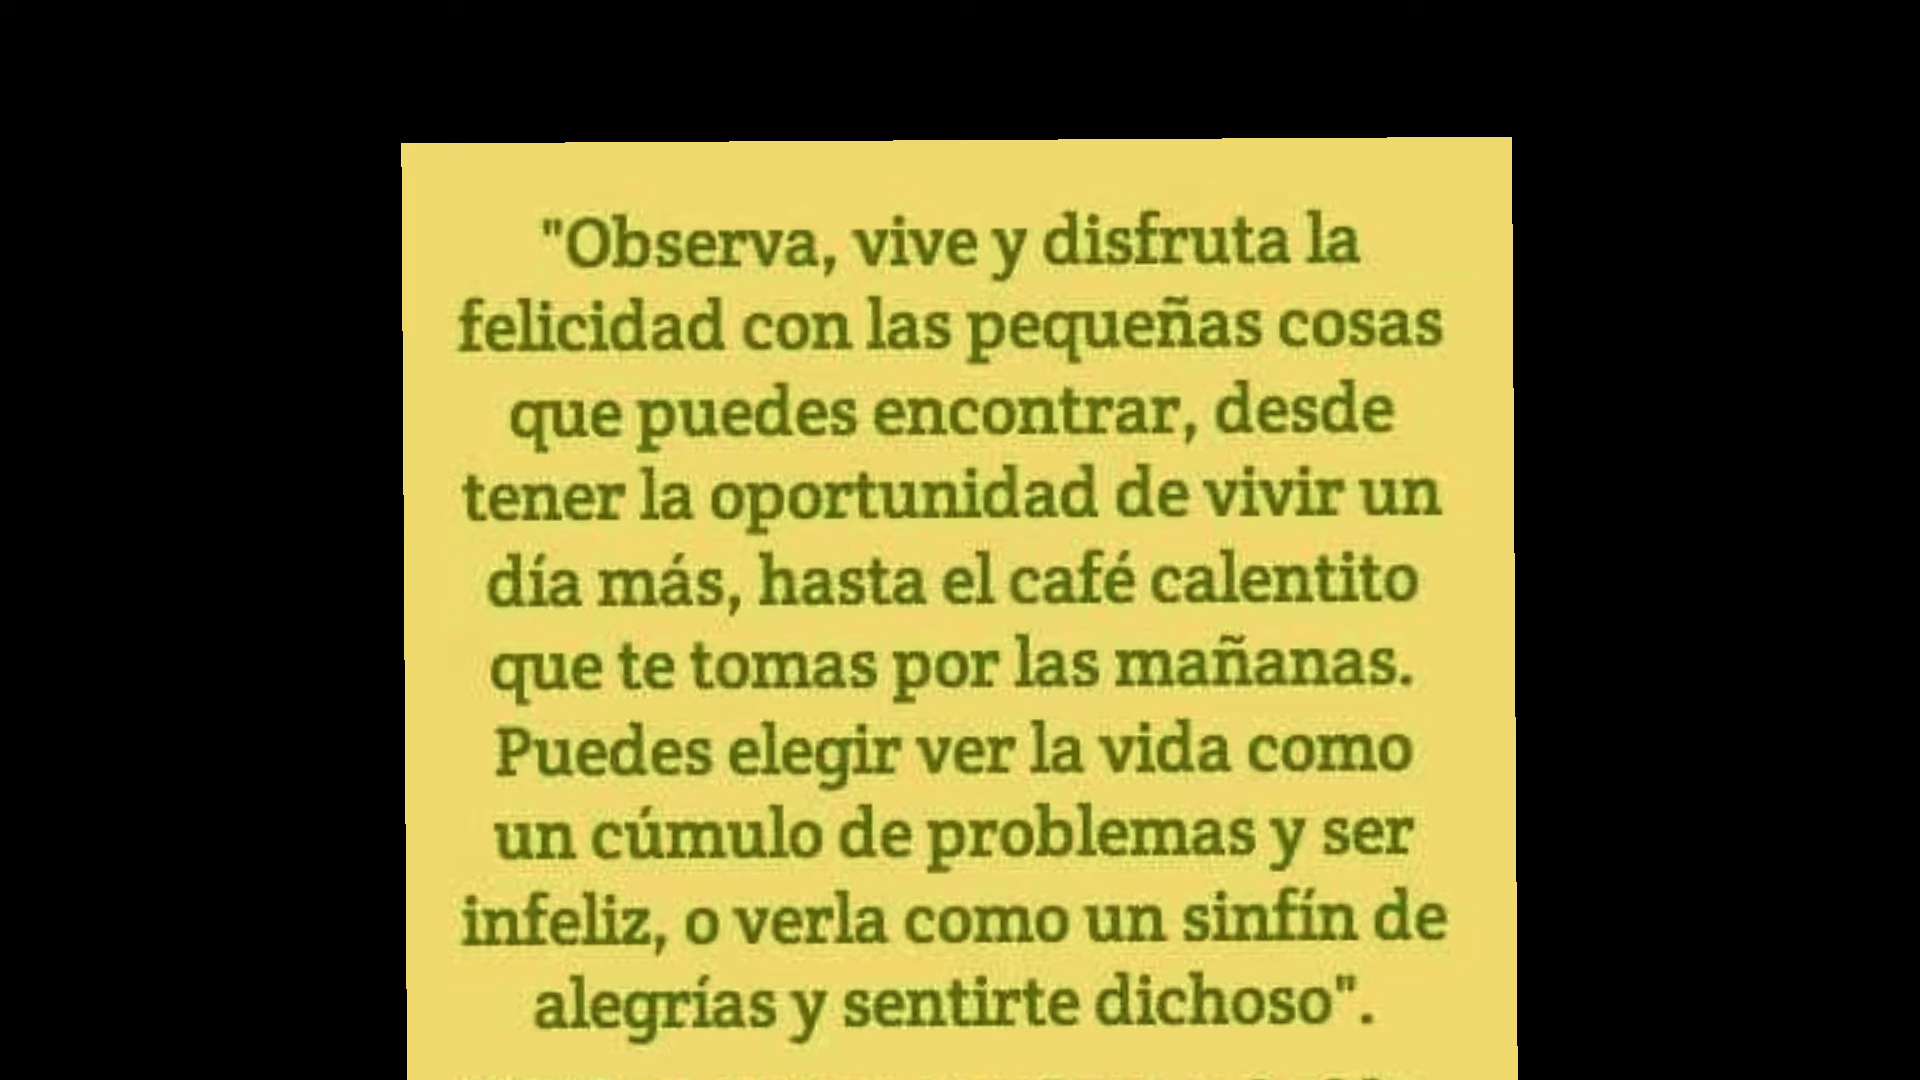 "Observa, vive y disfruta la
felicidad con las pequeñas cosas
que puedes encontrar, desde
tener la oportunidad de vivir un
día más, hasta el café calentito
que te tomas por las mañanas.
Puedes elegir ver la vida como
un cúmulo de problemas y ser
infeliz, o verla como un sinfín de
alegrías y sentirte dichoso".